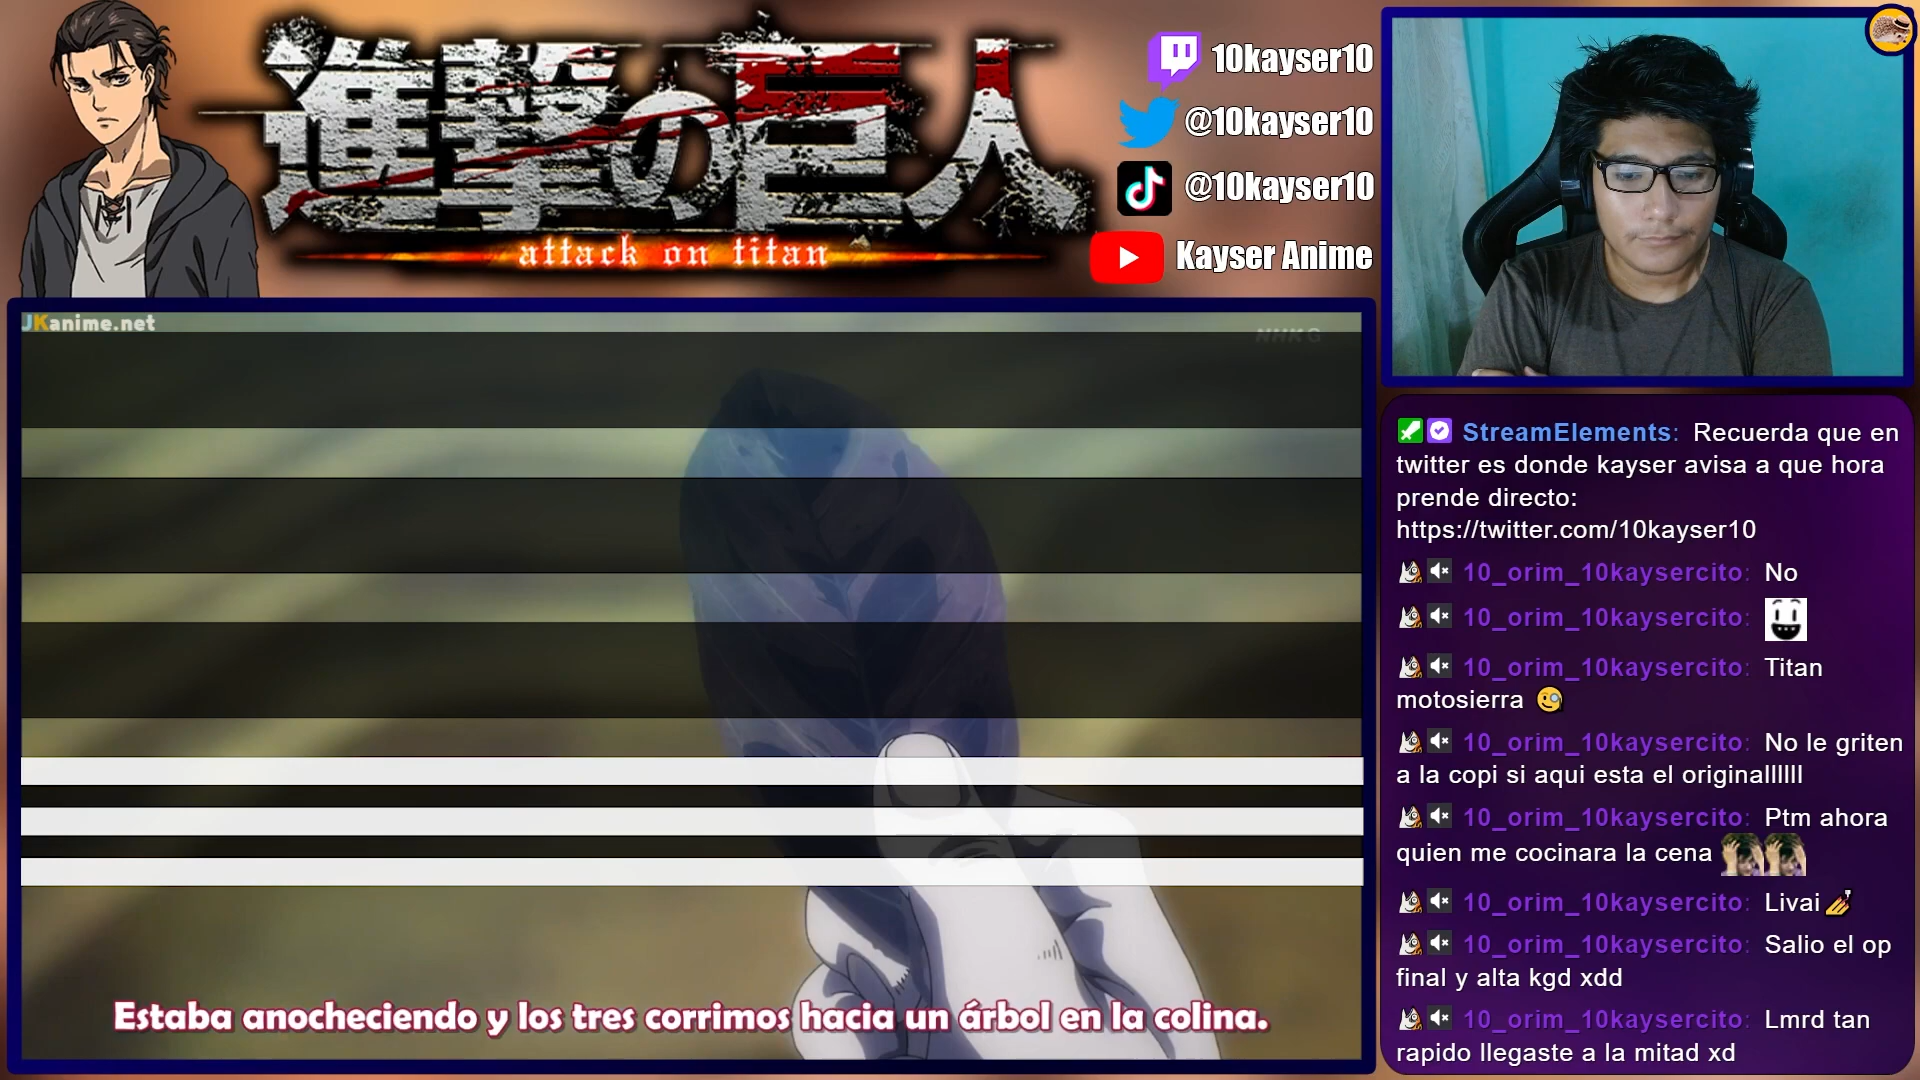 進撃の巨人
attack on titan
10kayser10
@10kayser10
@10kayser10
Kayser Anime
JKanime.net
NHK G
Estaba anocheciendo y los tres corrimos hacia un árbol en la colina.
StreamElements: Recuerda que en
twitter es donde kayser avisa a que hora
prende directo:
https://twitter.com/10kayser10
10_orim_10kaysercito: No
10_orim_10kaysercito:
10_orim_10kaysercito: Titan
motosierra 🧐
10_orim_10kaysercito: No le griten
a la copi si aqui esta el originallllll
10_orim_10kaysercito: Ptm ahora
quien me cocinara la cena
10_orim_10kaysercito: Livai💅
10_orim_10kaysercito: Salio el op
final y alta kgd xdd
10_orim_10kaysercito: Lmrd tan
rapido llegaste a la mitad xd